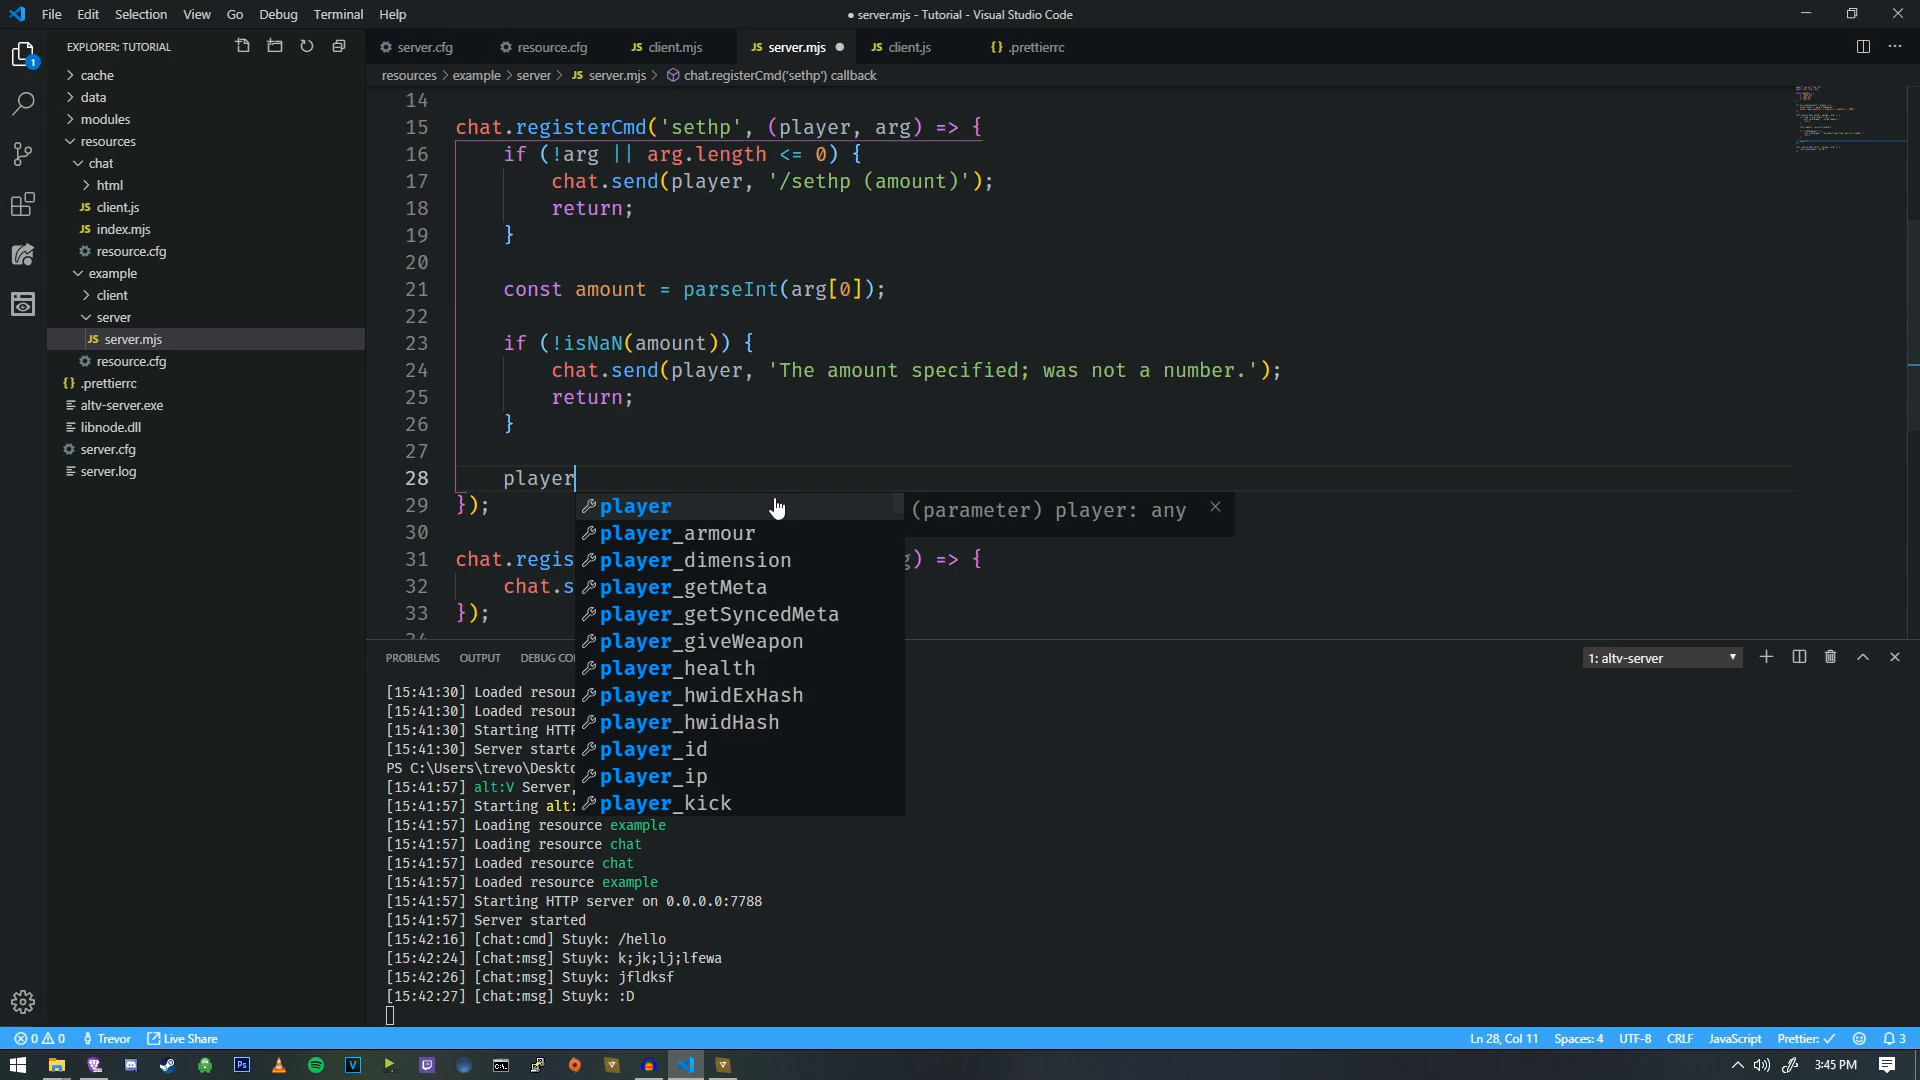 File Edit Selection View Go Debug Terminal Help
● server.mjs - Tutorial - Visual Studio Code
EXPLORER: TUTORIAL
cache
data
modules
resources
chat
html
JS client.js
JS index.mjs
resource.cfg
example
client
server
JS server.mjs
resource.cfg
{} .prettierrc
altv-server.exe
libnode.dll
server.cfg
server.log
1
server.cfg resource.cfg JS client.mjs JS server.mjs ● JS client.js {} .prettierrc
resources > example > server > JS server.mjs > chat.registerCmd('sethp') callback
14
15 chat.registerCmd('sethp', (player, arg) => {
16 if (!arg || arg.length <= 0) {
17 chat.send(player, '/sethp (amount)');
18 return;
19 }
20
21 const amount = parseInt(arg[0]);
22
23 if (!isNaN(amount)) {
24 chat.send(player, 'The amount specified; was not a number.');
25 return;
26 }
27
28 player
29 });
30
31 chat.regis g) => {
32 chat.s
33 });
34
player
player_armour
player_dimension
player_getMeta
player_getSyncedMeta
player_giveWeapon
player_health
player_hwidExHash
player_hwidHash
player_id
player_ip
player_kick
(parameter) player: any
PROBLEMS OUTPUT DEBUG CO
1: altv-server
[15:41:30] Loaded resour
[15:41:30] Loaded resour
[15:41:30] Starting HTTP
[15:41:30] Server starte
PS C:\Users\trevo\Deskto
[15:41:57] alt:V Server,
[15:41:57] Starting alt:
[15:41:57] Loading resource example
[15:41:57] Loading resource chat
[15:41:57] Loaded resource chat
[15:41:57] Loaded resource example
[15:41:57] Starting HTTP server on 0.0.0.0:7788
[15:41:57] Server started
[15:42:16] [chat:cmd] Stuyk: /hello
[15:42:24] [chat:msg] Stuyk: k;jk;lj;lfewa
[15:42:26] [chat:msg] Stuyk: jfldksf
[15:42:27] [chat:msg] Stuyk: :D
0 0 Trevor Live Share
Ln 28, Col 11 Spaces: 4 UTF-8 CRLF JavaScript Prettier: ✓ 3
Ps V
3:45 PM